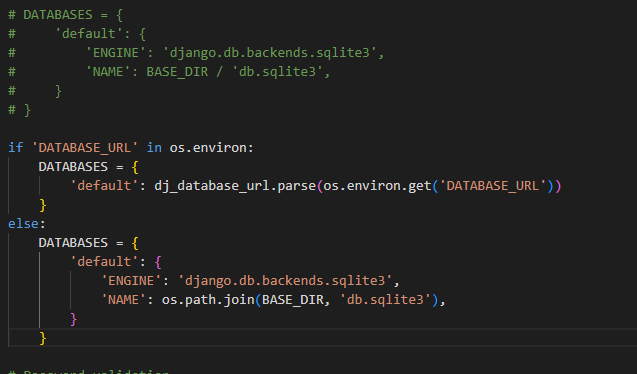 # DATABASES = {
#     'default': {
#         'ENGINE': 'django.db.backends.sqlite3',
#         'NAME': BASE_DIR / 'db.sqlite3',
#     }
# }
if 'DATABASE_URL' in os.environ:
    DATABASES = {
        'default': dj_database_url.parse(os.environ.get('DATABASE_URL'))
    }
else:
    DATABASES = {
        'default': {
            'ENGINE': 'django.db.backends.sqlite3',
            'NAME': os.path.join(BASE_DIR, 'db.sqlite3'),
        }
    }
# Password validation